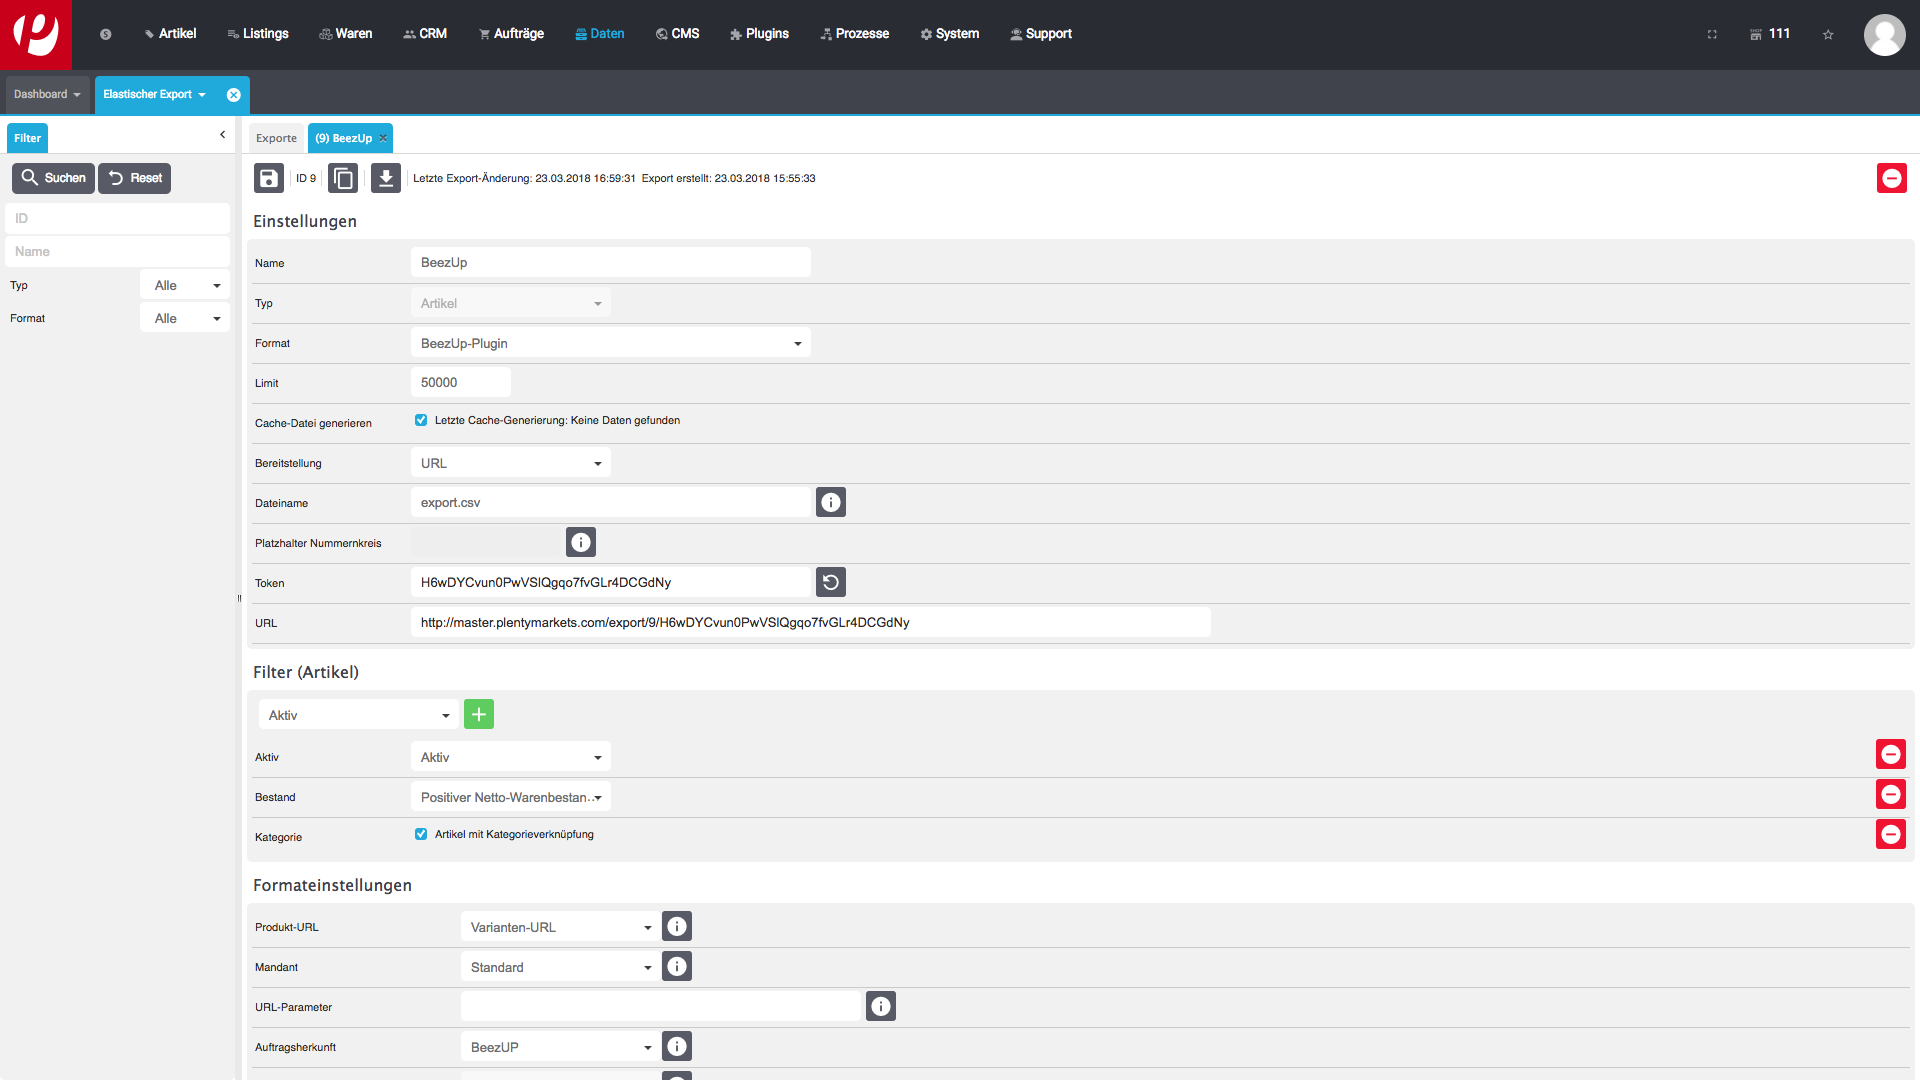 Artikel Listings Waren CRM Aufträge Daten CMS Plugins Prozesse System Support 111
Dashboard Elastischer Export
Filter
Exporte (9) BeezUp
Suchen Reset
ID 9 Letzte Export-Änderung: 23.03.2018 16:59:31 Export erstellt: 23.03.2018 15:55:33
ID
Name
Typ Alle
Format Alle
Einstellungen
Name BeezUp
Typ Artikel
Format BeezUp-Plugin
Limit 50000
Cache-Datei generieren Letzte Cache-Generierung: Keine Daten gefunden
Bereitstellung URL
Dateiname export.csv
Platzhalter Nummernkreis
Token H6wDYCvun0PwVSlQgqo7fvGLr4DCGdNy
URL http://master.plentymarkets.com/export/9/H6wDYCvun0PwVSlQgqo7fvGLr4DCGdNy
Filter (Artikel)
Aktiv
Aktiv Aktiv
Bestand Positiver Netto-Warenbestan...
Kategorie Artikel mit Kategorieverknüpfung
Formateinstellungen
Produkt-URL Varianten-URL
Mandant Standard
URL-Parameter
Auftragsherkunft BeezUP